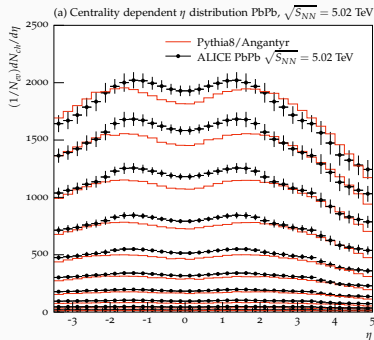 (a) Centrality dependent η distribution PbPb, √S_NN = 5.02 TeV
(1/N_ev)dN_ch/dη
Pythia8/Angantyr
ALICE PbPb √S_NN = 5.02 TeV
2000
1500
1000
500
0
-3 -2 -1 0 1 2 3 4 5
η